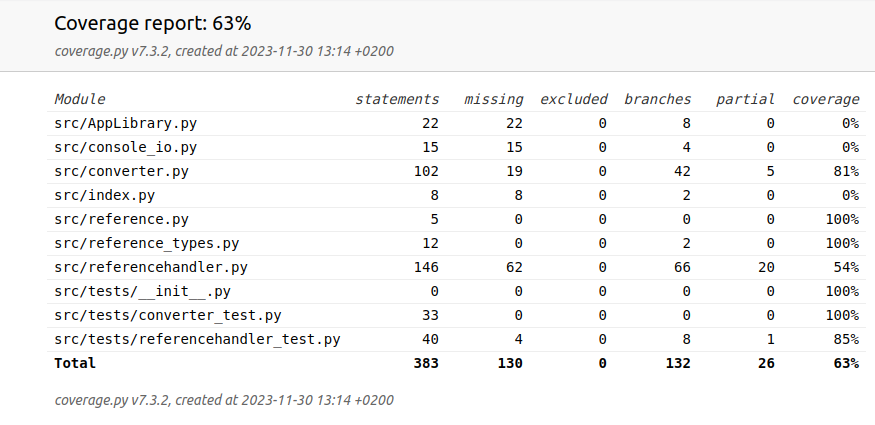 Coverage report: 63%
coverage.py v7.3.2, created at 2023-11-30 13:14 +0200
Module statements missing excluded branches partial coverage
src/AppLibrary.py 22 22 0 8 0 0%
src/console_io.py 15 15 0 4 0 0%
src/converter.py 102 19 0 42 5 81%
src/index.py 8 8 0 2 0 0%
src/reference.py 5 0 0 0 0 100%
src/reference_types.py 12 0 0 2 0 100%
src/referencehandler.py 146 62 0 66 20 54%
src/tests/__init__.py 0 0 0 0 0 100%
src/tests/converter_test.py 33 0 0 0 0 100%
src/tests/referencehandler_test.py 40 4 0 8 1 85%
Total 383 130 0 132 26 63%
coverage.py v7.3.2, created at 2023-11-30 13:14 +0200